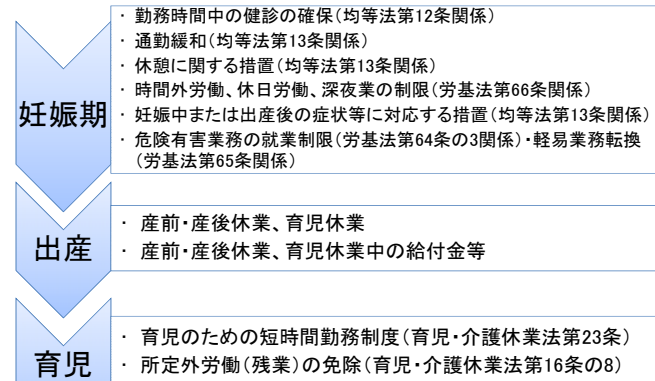 妊娠期
・ 勤務時間中の健診の確保(均等法第12条関係)
・ 通勤緩和(均等法第13条関係)
・ 休憩に関する措置(均等法第13条関係)
・ 時間外労働、休日労働、深夜業の制限(労基法第66条関係)
・ 妊娠中または出産後の症状等に対応する措置(均等法第13条関係)
・ 危険有害業務の就業制限(労基法第64条の3関係)・軽易業務転換
(労基法第65条関係)
出産
・ 産前・産後休業、育児休業
・ 産前・産後休業、育児休業中の給付金等
育児
・ 育児のための短時間勤務制度(育児・介護休業法第23条)
・ 所定外労働(残業)の免除(育児・介護休業法第16条の8)